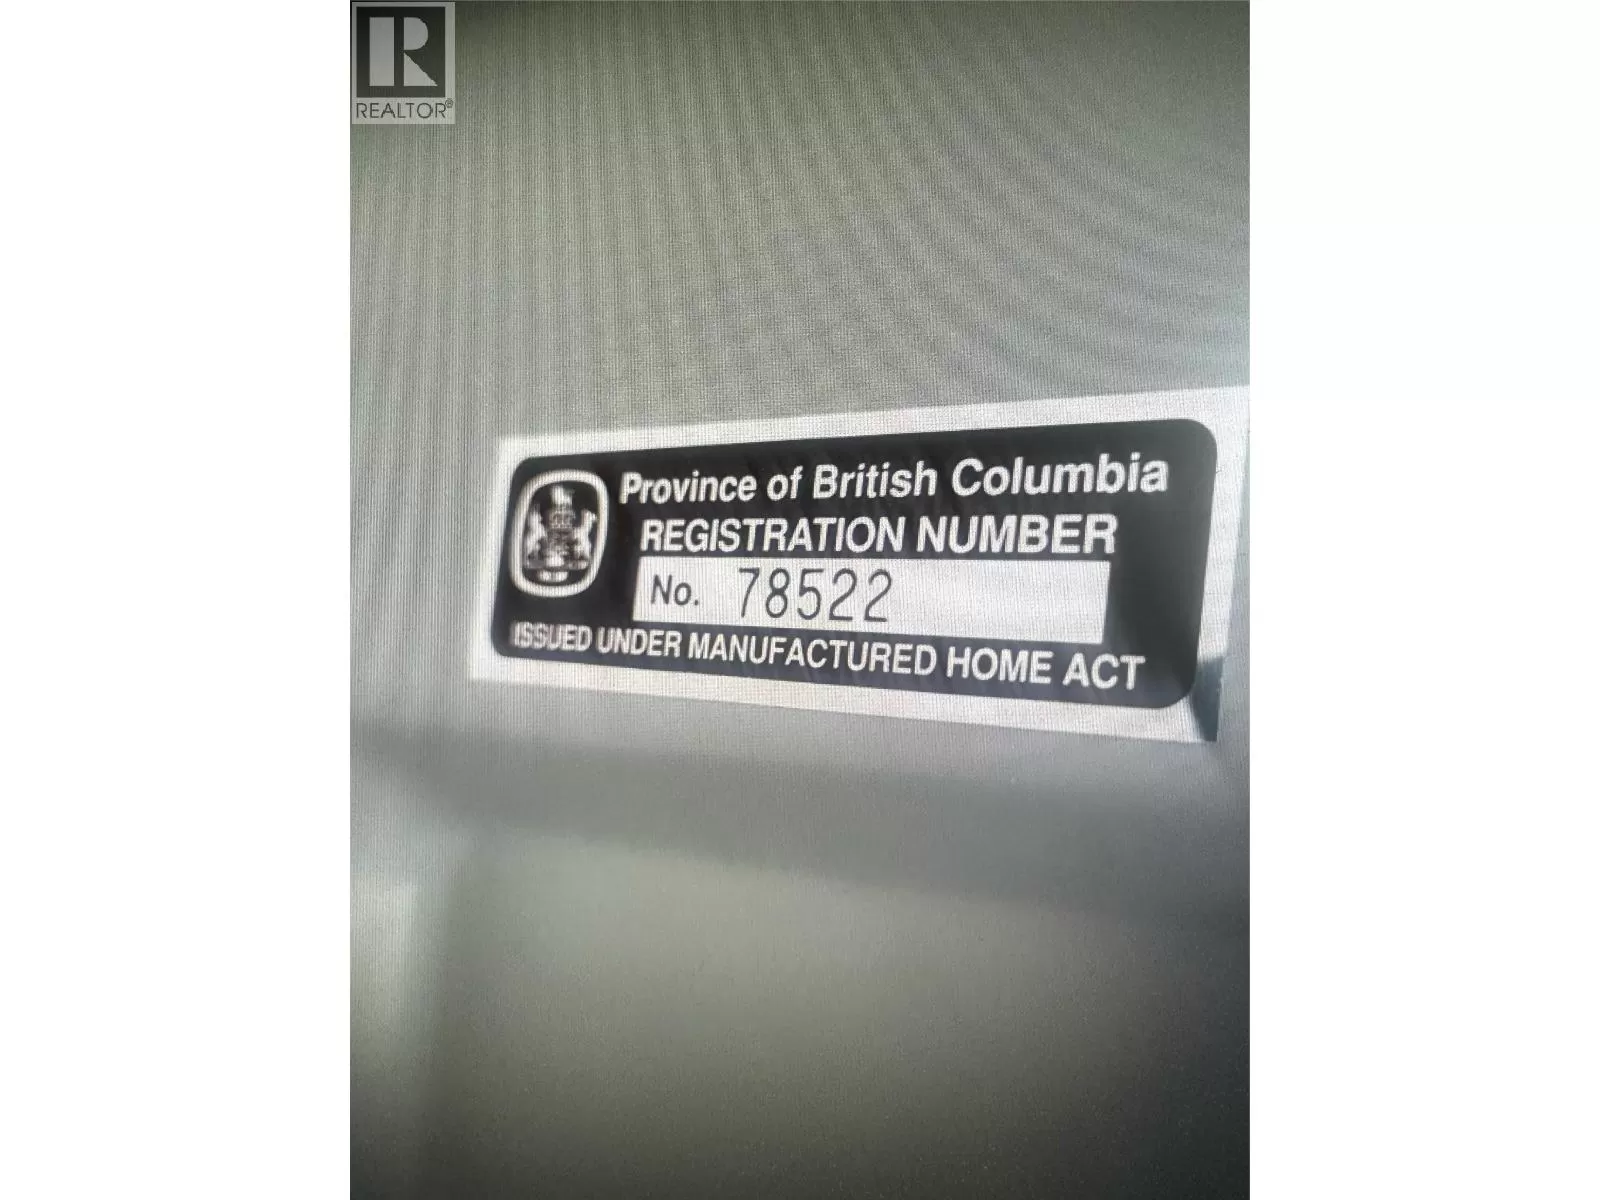 REALTOR®
Province of British Columbia
REGISTRATION NUMBER
No. 78522
ISSUED UNDER MANUFACTURED HOME ACT